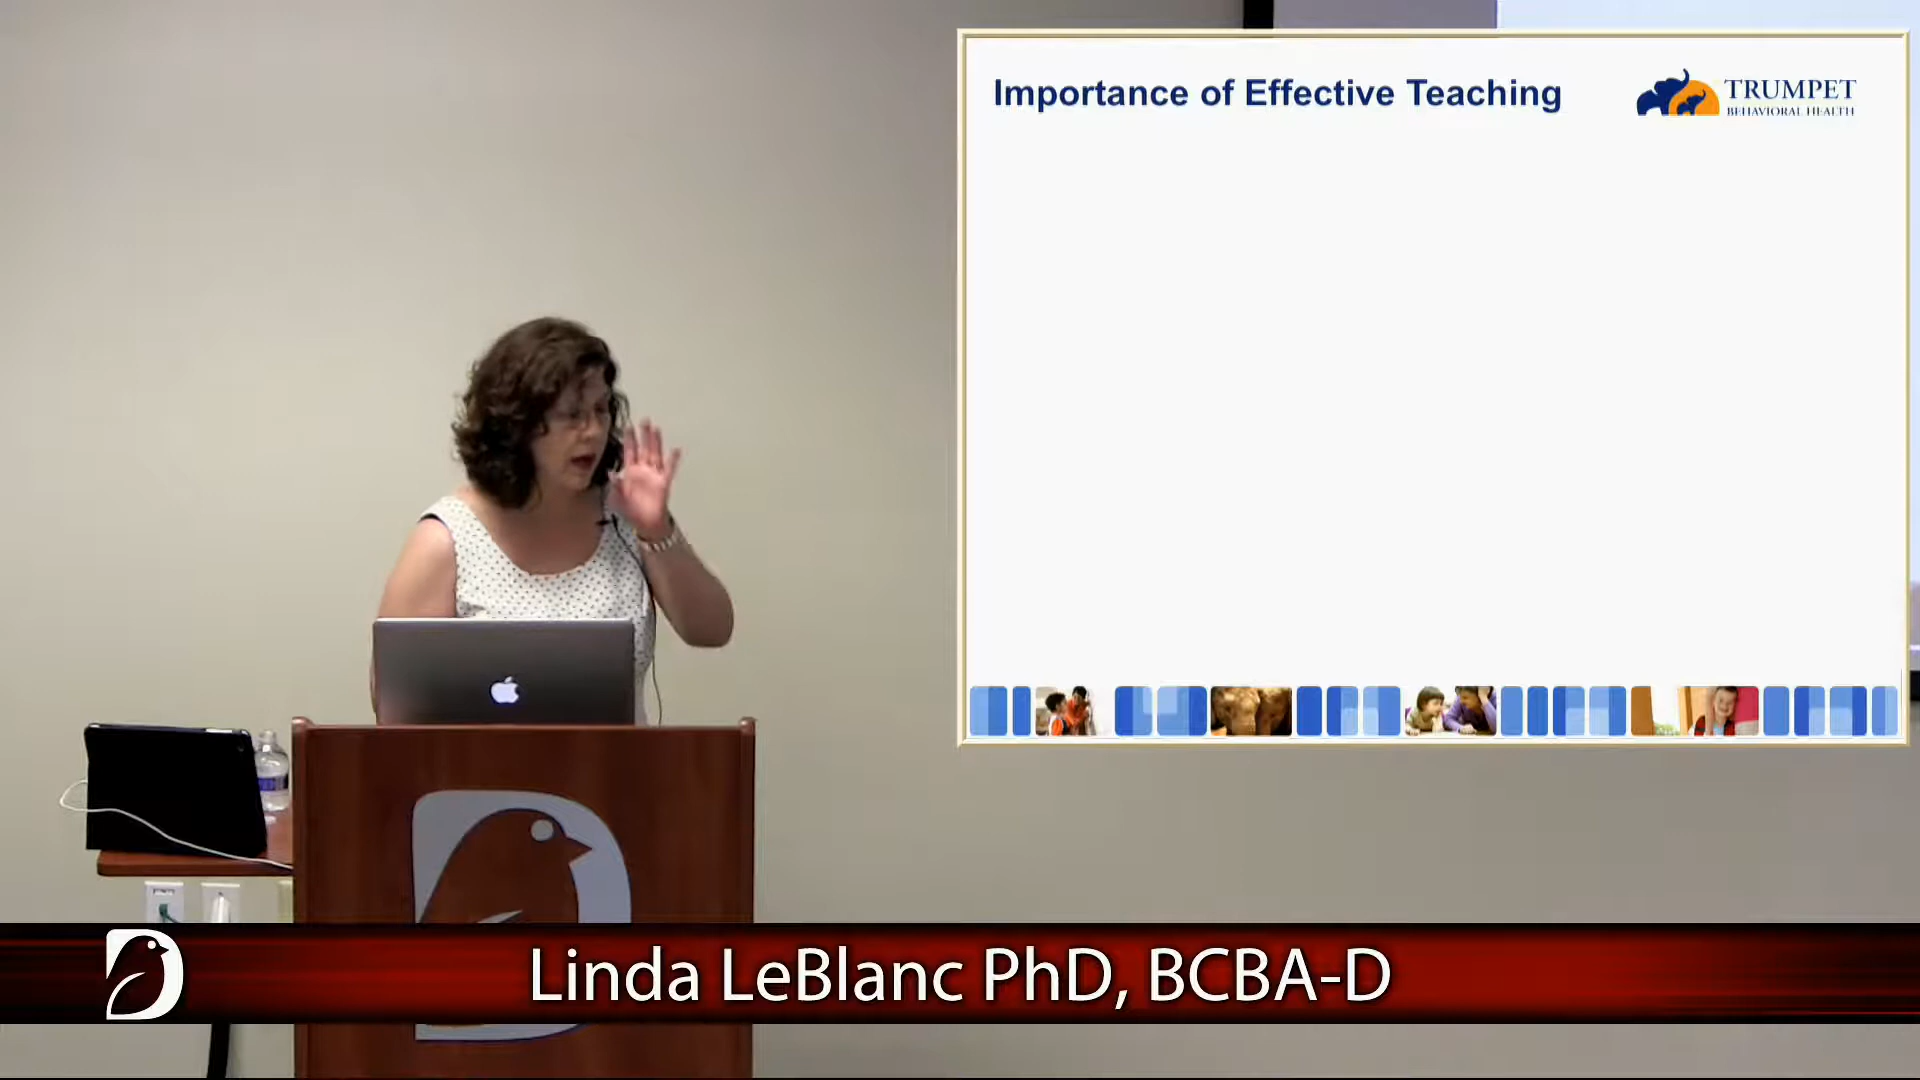 Importance of Effective Teaching
TRUMPET
BEHAVIORAL HEALTH
Linda LeBlanc PhD, BCBA-D